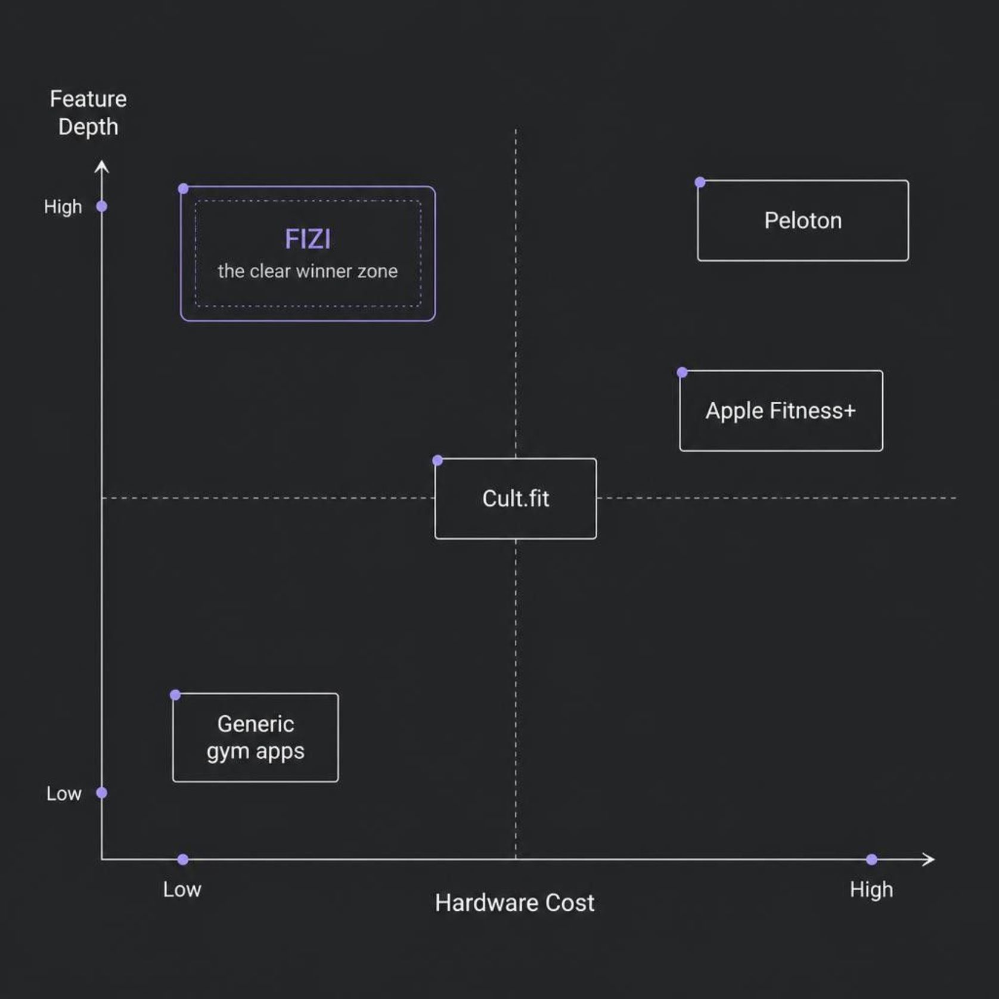 Feature
Depth
High
FIZI
the clear winner zone
Peloton
Apple Fitness+
Cult.fit
Generic
gym apps
Low
Low
High
Hardware Cost